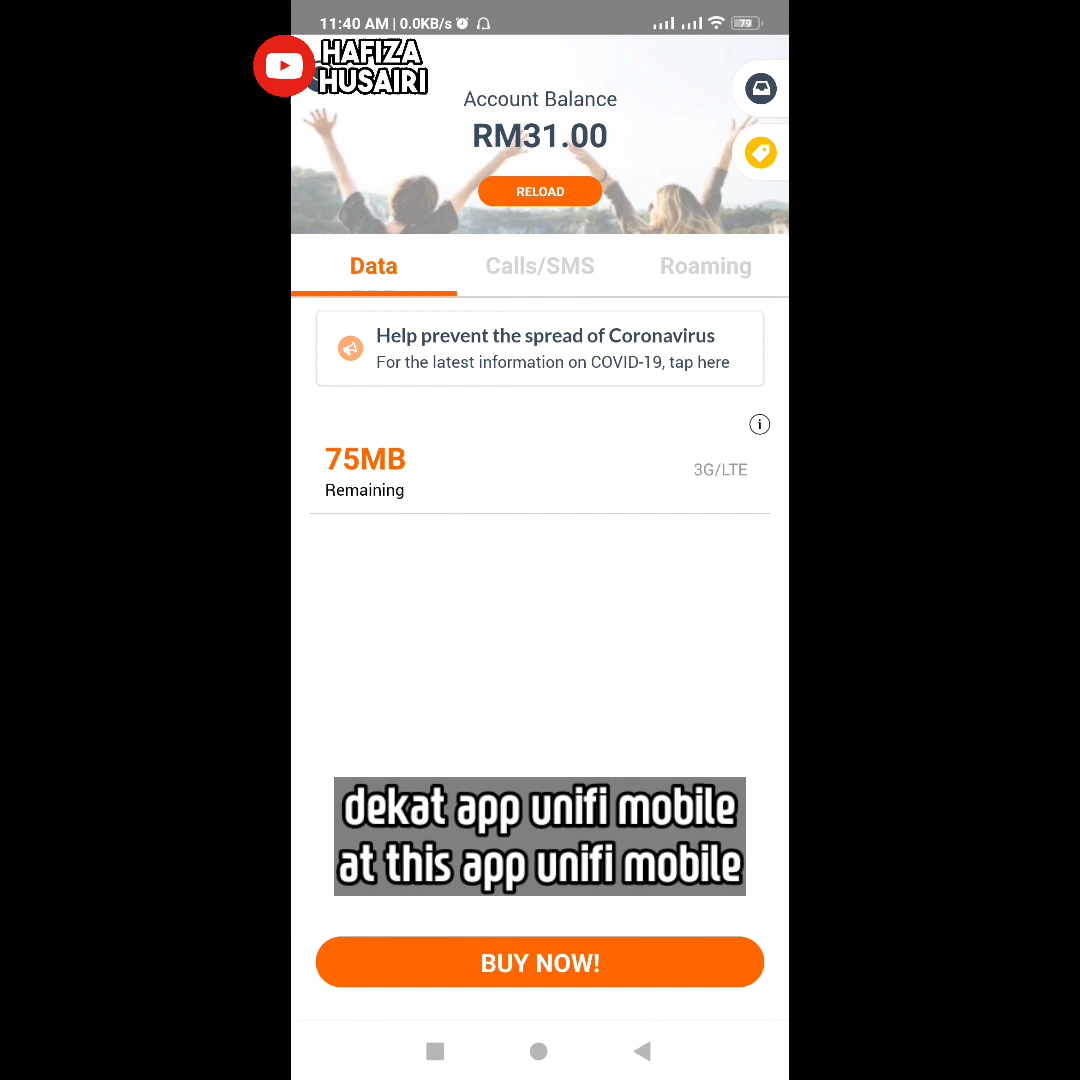 11:40 AM | 0.0KB/s
79
HAFIZA
HUSAIRI
Account Balance
RM31.00
RELOAD
Data
Calls/SMS
Roaming
Help prevent the spread of Coronavirus
For the latest information on COVID-19, tap here
75MB
3G/LTE
Remaining
dekat app unifi mobile
at this app unifi mobile
BUY NOW!